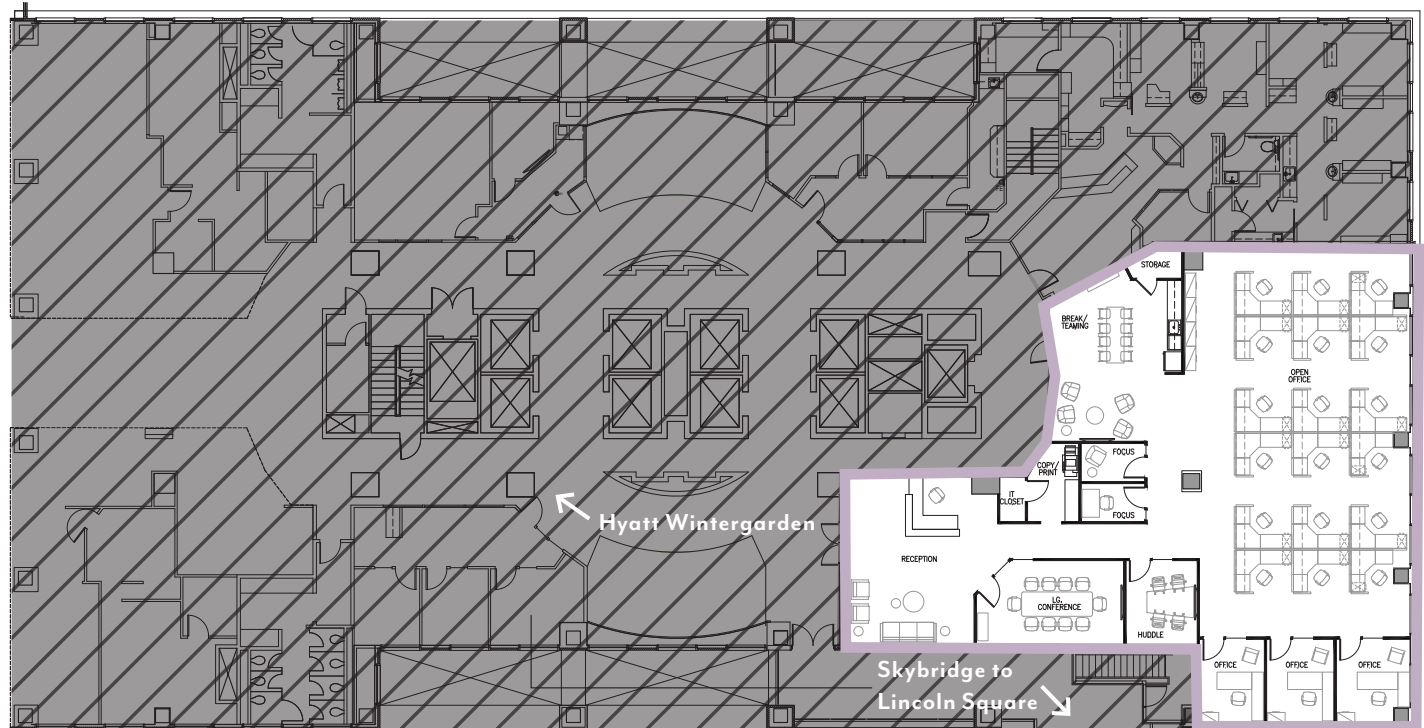 STORAGE
BREAK/
TEAMING
OPEN
OFFICE
FOCUS
COPY/
PRINT
IT
CLOSET
FOCUS
Hyatt Wintergarden
RECEPTION
LG.
CONFERENCE
HUDDLE
OFFICE
OFFICE
OFFICE
Skybridge to
Lincoln Square